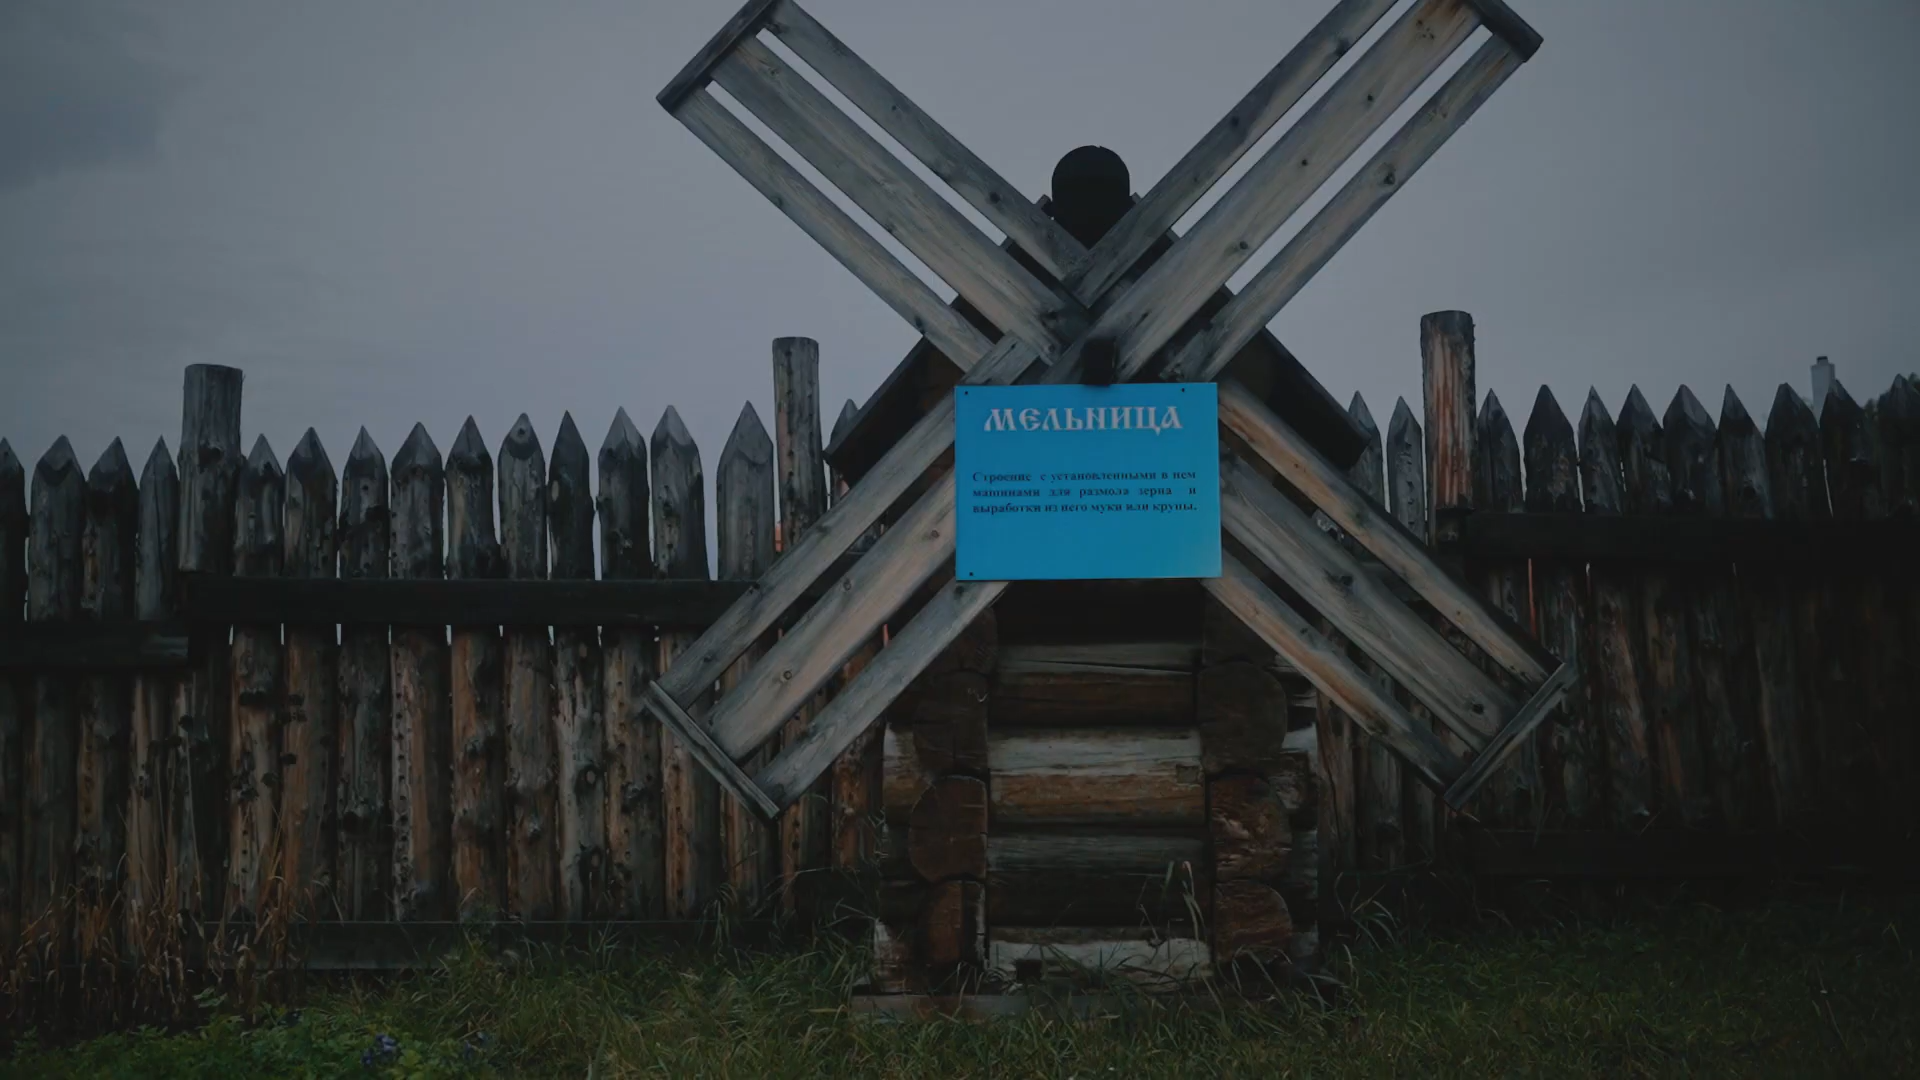 МЕЛЬНИЦА
Строение с установленными в нем
машинами для размола зерна и
выработки из него муки или крупы.